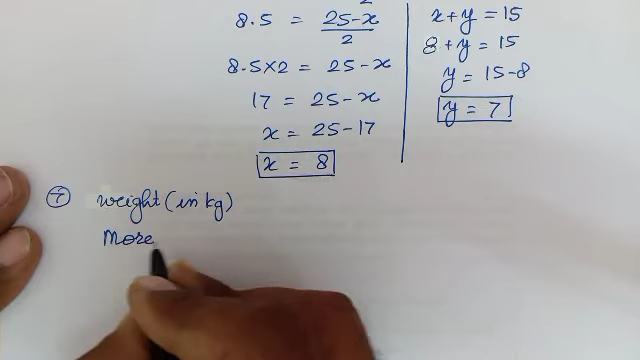 8.5 = 25-x
2
8.5×2 = 25-x
17 = 25-x
x = 25-17
x = 8
x+y = 15
8+y = 15
y = 15-8
y = 7
7 weight (in kg)
More